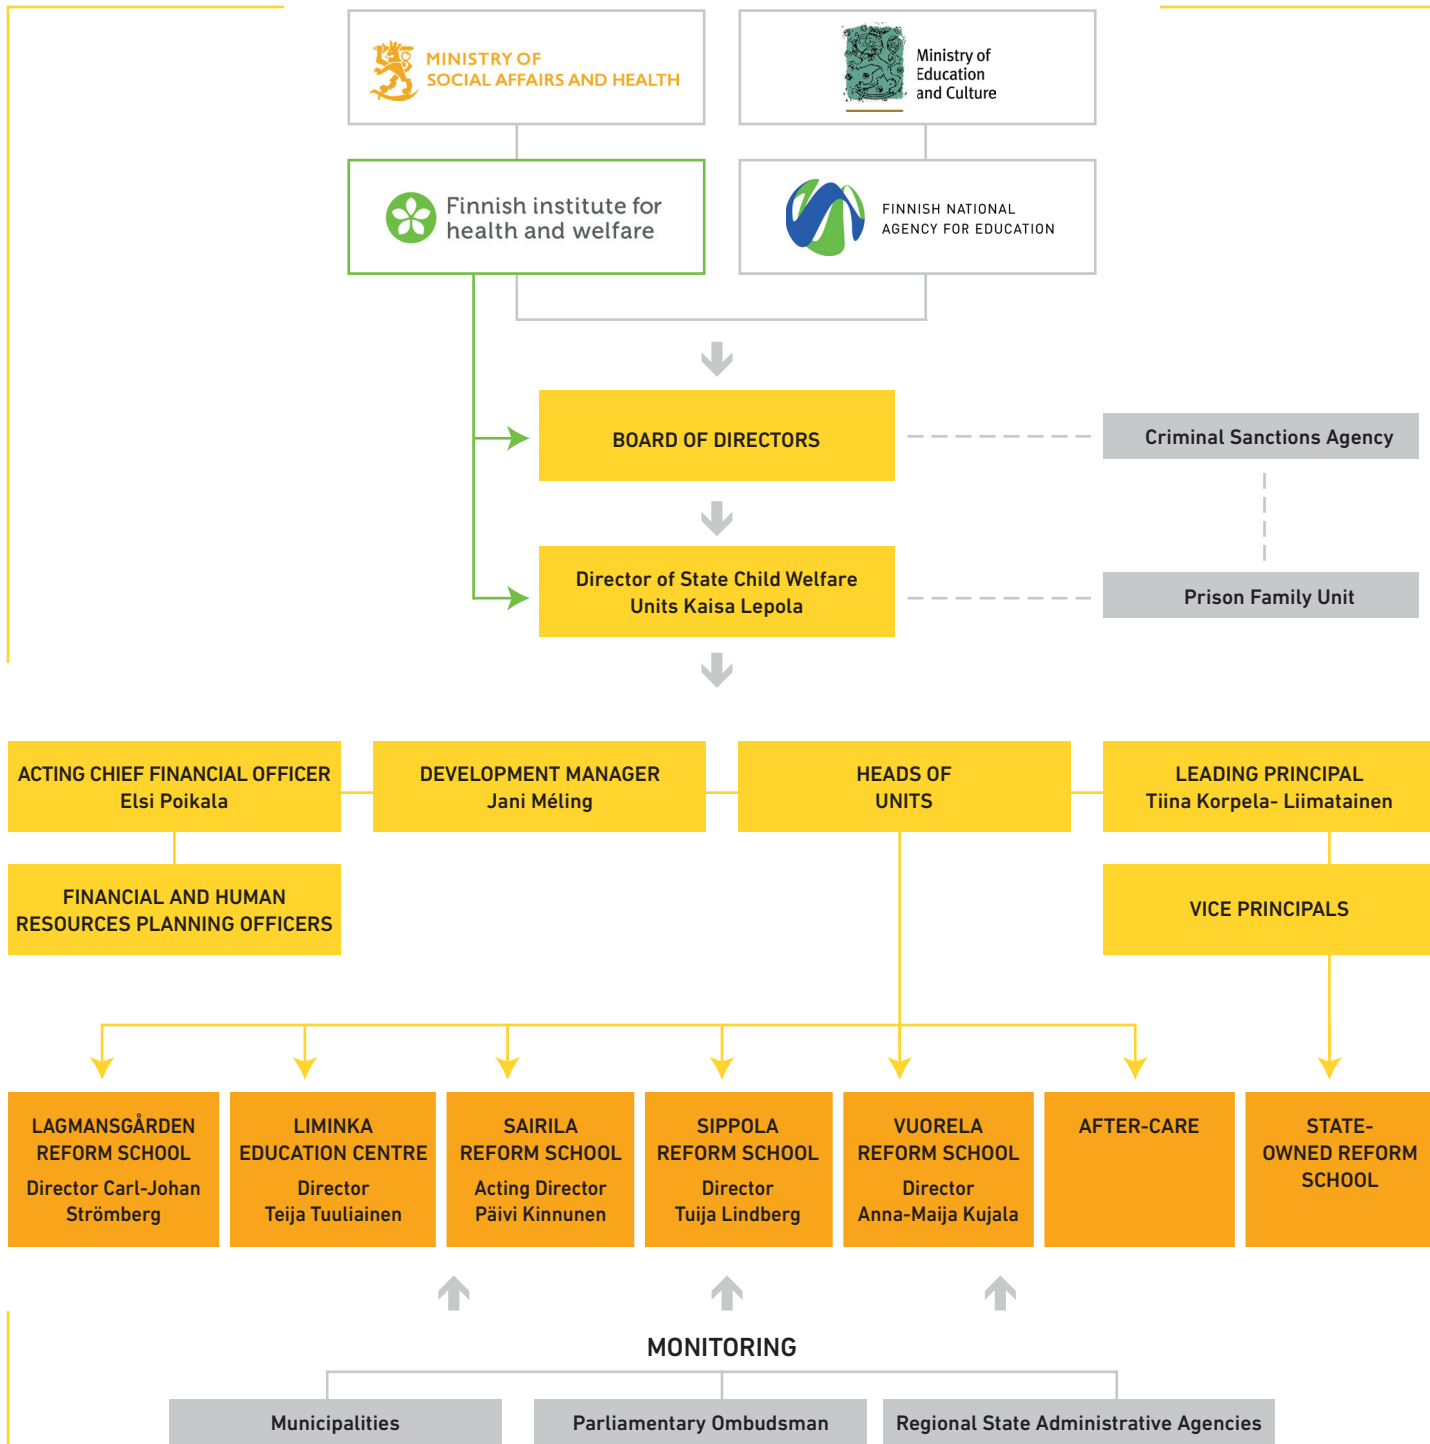 MINISTRY OF
SOCIAL AFFAIRS AND HEALTH
Ministry of
Education
and Culture
Finnish institute for
health and welfare
FINNISH NATIONAL
AGENCY FOR EDUCATION
BOARD OF DIRECTORS
Criminal Sanctions Agency
Director of State Child Welfare
Units Kaisa Lepola
Prison Family Unit
ACTING CHIEF FINANCIAL OFFICER
Elsi Poikala
DEVELOPMENT MANAGER
Jani Méling
HEADS OF
UNITS
LEADING PRINCIPAL
Tiina Korpela- Liimatainen
FINANCIAL AND HUMAN
RESOURCES PLANNING OFFICERS
VICE PRINCIPALS
LAGMANSGÅRDEN
REFORM SCHOOL
Director Carl-Johan
Strömberg
LIMINKA
EDUCATION CENTRE
Director
Teija Tuuliainen
SAIRILA
REFORM SCHOOL
Acting Director
Päivi Kinnunen
SIPPOLA
REFORM SCHOOL
Director
Tuija Lindberg
VUORELA
REFORM SCHOOL
Director
Anna-Maija Kujala
AFTER-CARE
STATE-
OWNED REFORM
SCHOOL
MONITORING
Municipalities
Parliamentary Ombudsman
Regional State Administrative Agencies